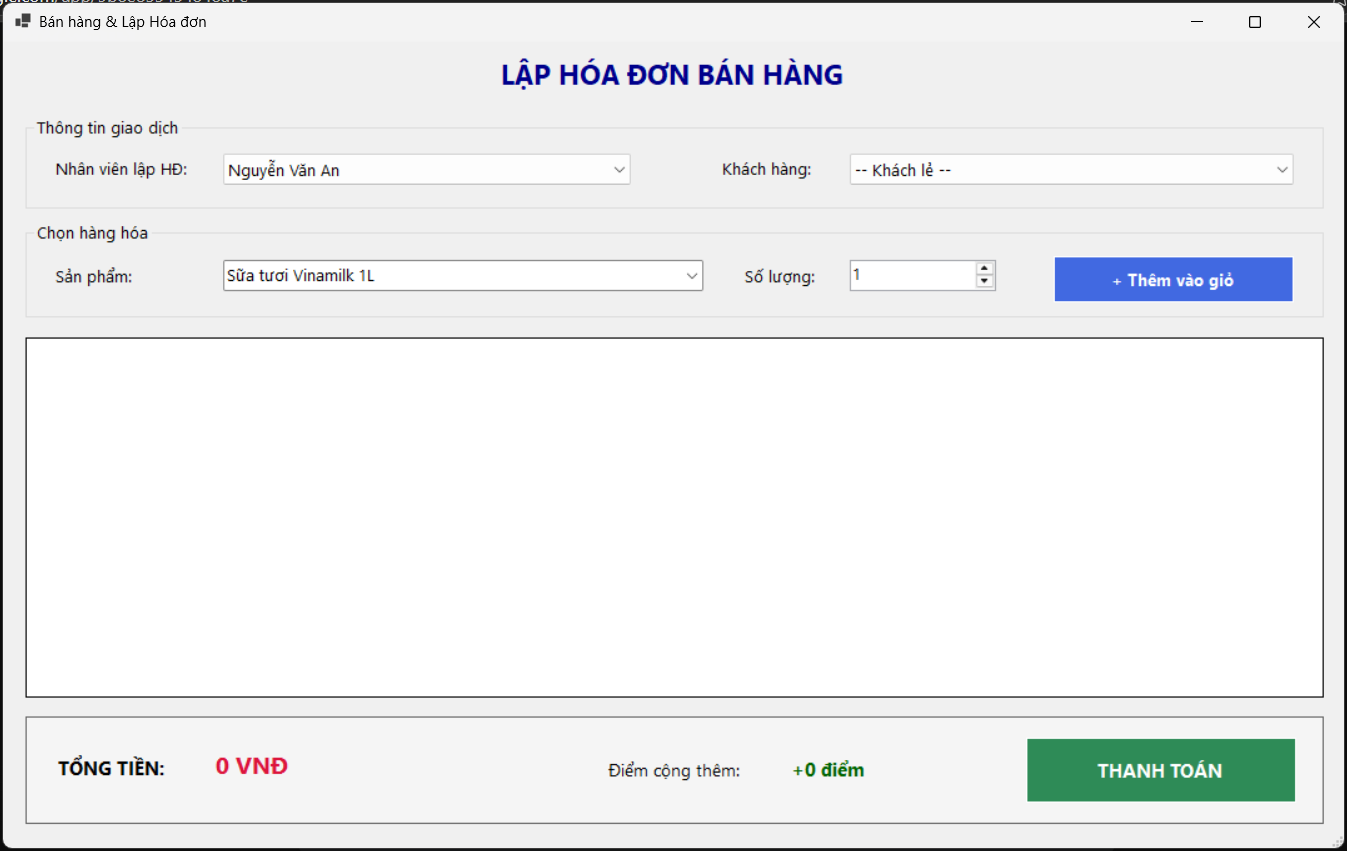 Bán hàng & Lập Hóa đơn
LẬP HÓA ĐƠN BÁN HÀNG
Thông tin giao dịch
Nhân viên lập HĐ: Nguyễn Văn An Khách hàng: -- Khách lẻ --
Chọn hàng hóa
Sản phẩm: Sữa tươi Vinamilk 1L Số lượng: 1 + Thêm vào giỏ
TỔNG TIỀN: 0 VNĐ Điểm cộng thêm: +0 điểm THANH TOÁN